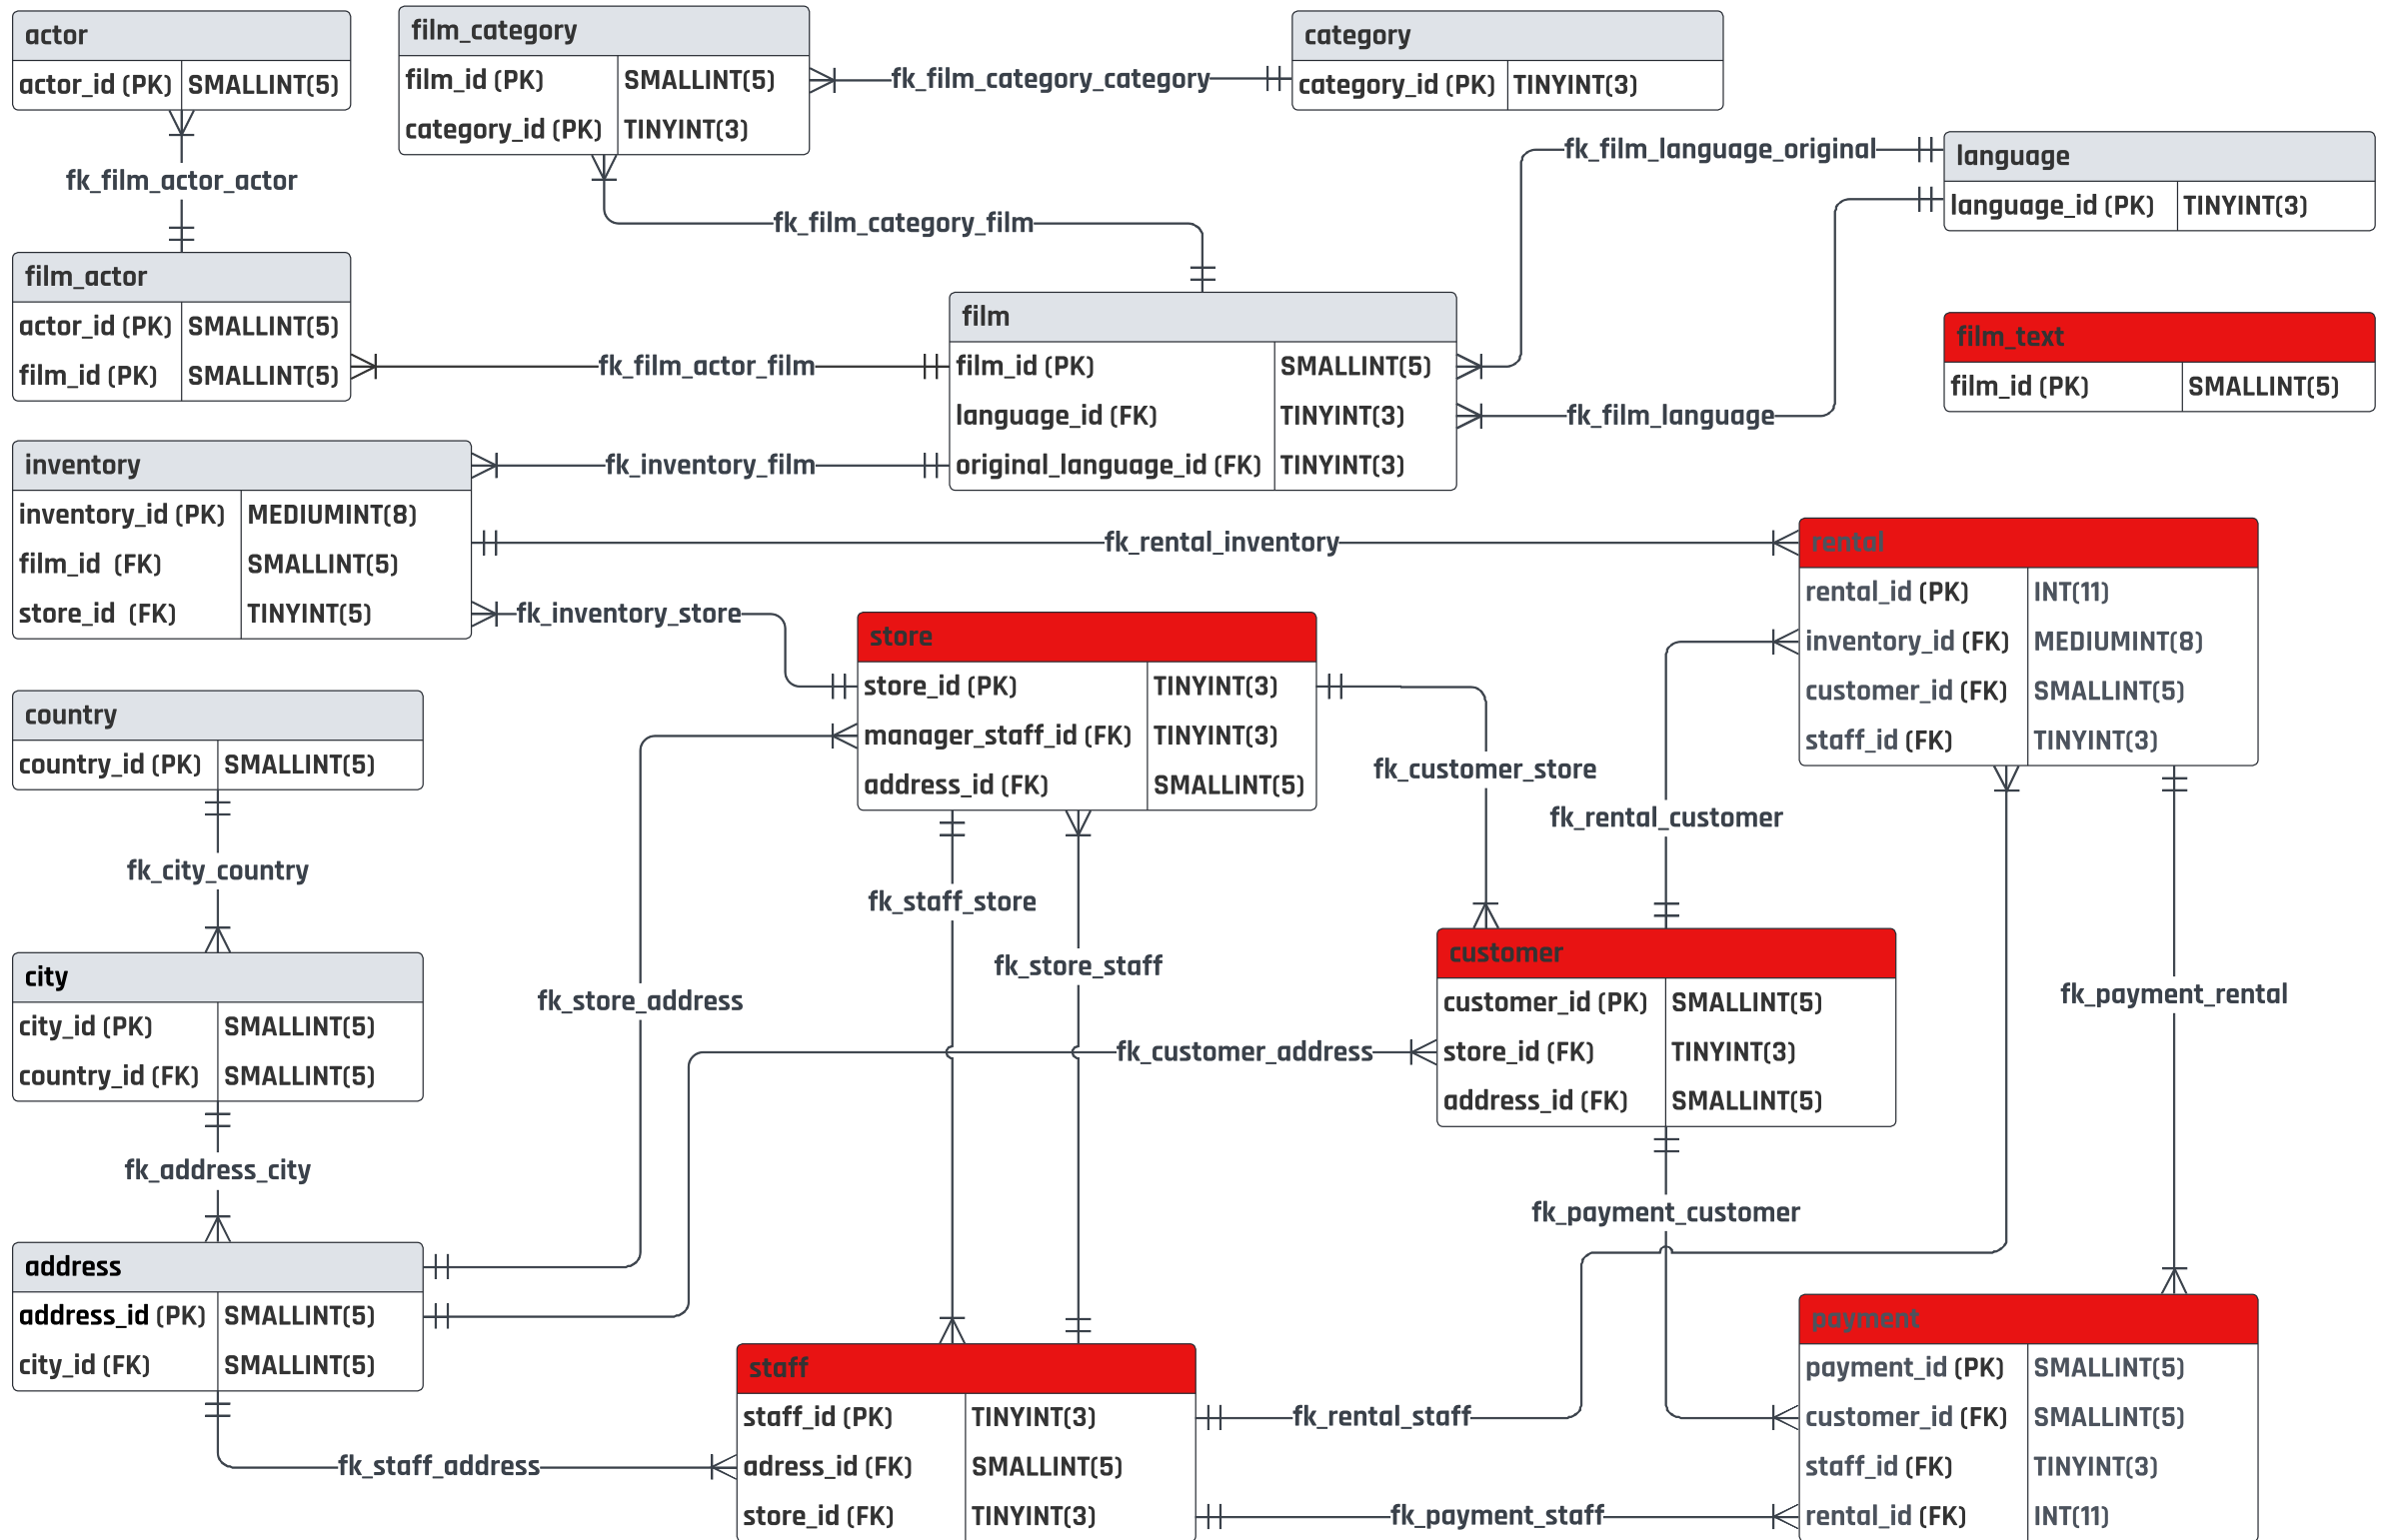 actor
actor_id (PK) SMALLINT(5)
fk_film_actor_actor
film_category
film_id (PK) SMALLINT(5)
category_id (PK) TINYINT(3)
fk_film_category_category
category
category_id (PK) TINYINT(3)
fk_film_language_original
language
language_id (PK) TINYINT(3)
fk_film_category_film
film_actor
actor_id (PK) SMALLINT(5)
film_id (PK) SMALLINT(5)
fk_film_actor_film
film
film_id (PK) SMALLINT(5)
language_id (FK) TINYINT(3)
original_language_id (FK) TINYINT(3)
fk_film_language
film_text
film_id (PK) SMALLINT(5)
inventory
inventory_id (PK) MEDIUMINT(8)
film_id (FK) SMALLINT(5)
store_id (FK) TINYINT(5)
fk_inventory_film
fk_rental_inventory
fk_inventory_store
rental
rental_id (PK) INT(11)
inventory_id (FK) MEDIUMINT(8)
customer_id (FK) SMALLINT(5)
staff_id (FK) TINYINT(3)
store
store_id (PK) TINYINT(3)
manager_staff_id (FK) TINYINT(3)
address_id (FK) SMALLINT(5)
country
country_id (PK) SMALLINT(5)
fk_customer_store
fk_rental_customer
fk_city_country
fk_staff_store
fk_store_staff
fk_store_address
city
city_id (PK) SMALLINT(5)
country_id (FK) SMALLINT(5)
customer
customer_id (PK) SMALLINT(5)
store_id (FK) TINYINT(3)
address_id (FK) SMALLINT(5)
fk_payment_rental
fk_customer_address
fk_address_city
fk_payment_customer
address
address_id (PK) SMALLINT(5)
city_id (FK) SMALLINT(5)
fk_staff_address
staff
staff_id (PK) TINYINT(3)
adress_id (FK) SMALLINT(5)
store_id (FK) TINYINT(3)
fk_rental_staff
fk_payment_staff
payment
payment_id (PK) SMALLINT(5)
customer_id (FK) SMALLINT(5)
staff_id (FK) TINYINT(3)
rental_id (FK) INT(11)